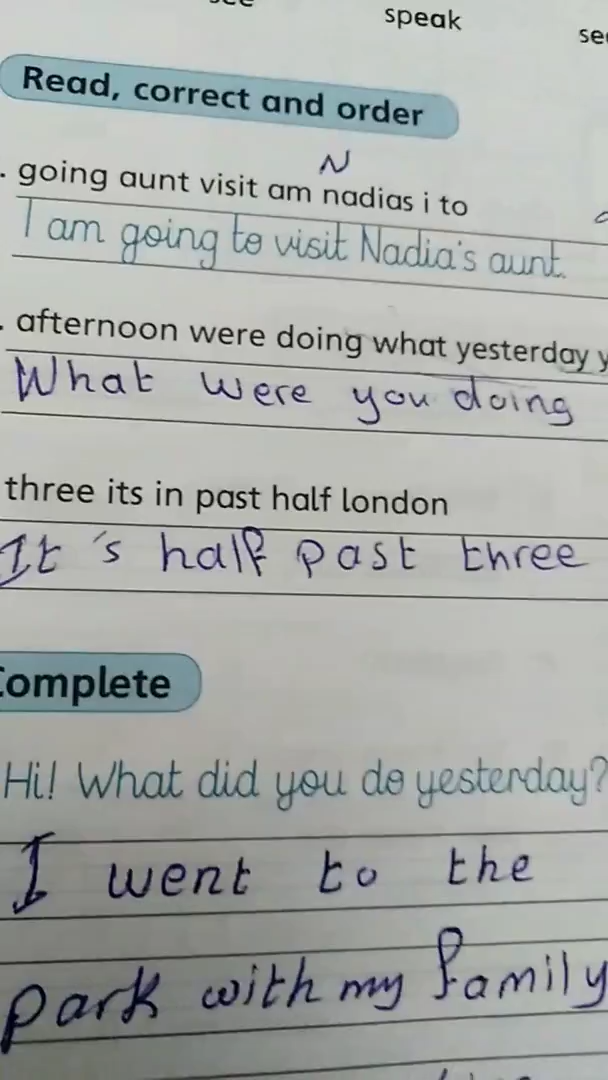 speak
Read, correct and order
N
. going aunt visit am nadias i to
I am going to visit Nadia's aunt.
. afternoon were doing what yesterday y
What were you doing
three its in past half london
It's half past three
Complete
Hi! What did you do yesterday?
I went to the
park with my family